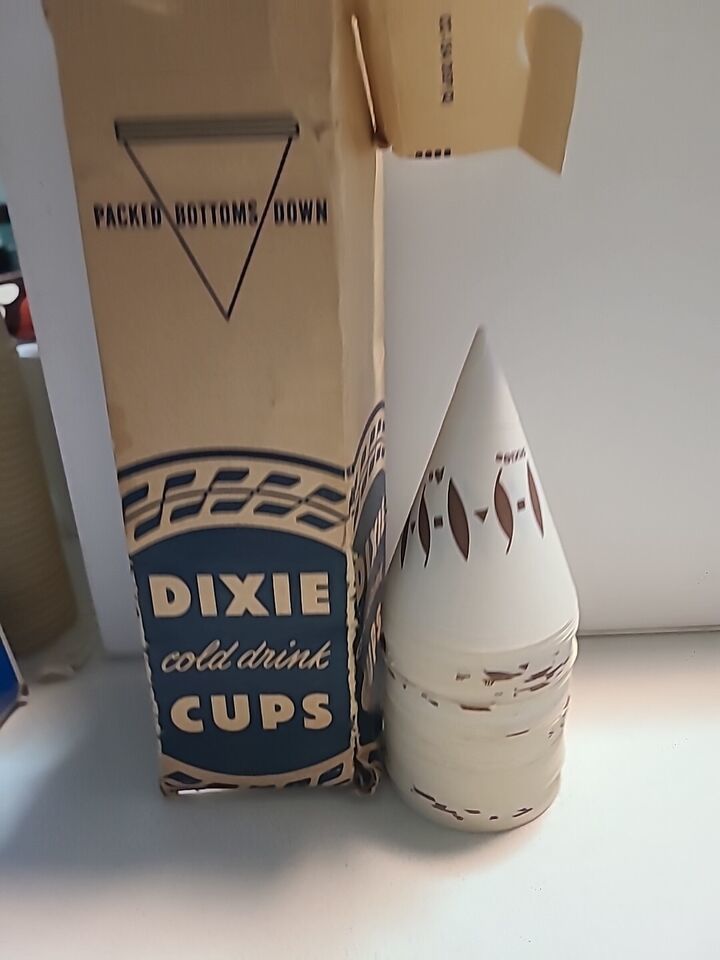 PACKED BOTTOMS DOWN
DIXIE
cold drink
CUPS